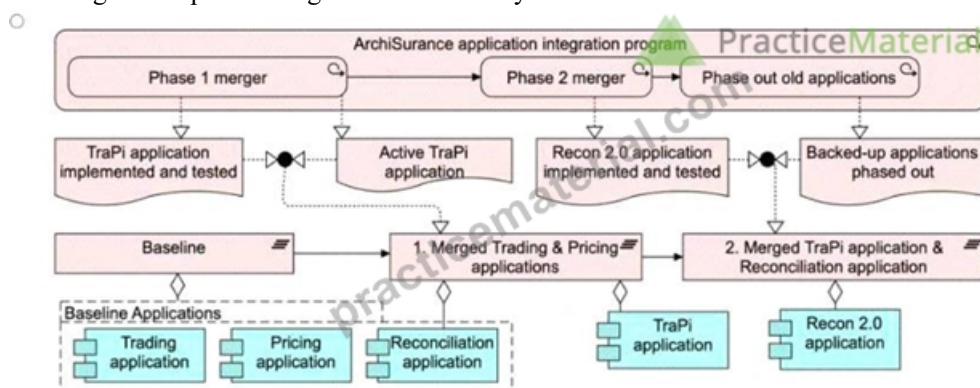 ArchiSurance application integration program
PracticeMaterial
Phase 1 merger
Phase 2 merger
Phase out old applications
TraPi application
implemented and tested
Active TraPi
application
Recon 2.0 application
implemented and tested
Backed-up applications
phased out
Baseline
1. Merged Trading & Pricing
applications
2. Merged TraPi application &
Reconciliation application
Baseline Applications
Trading
application
Pricing
application
Reconciliation
application
TraPi
application
Recon 2.0
application
practicematerial.com